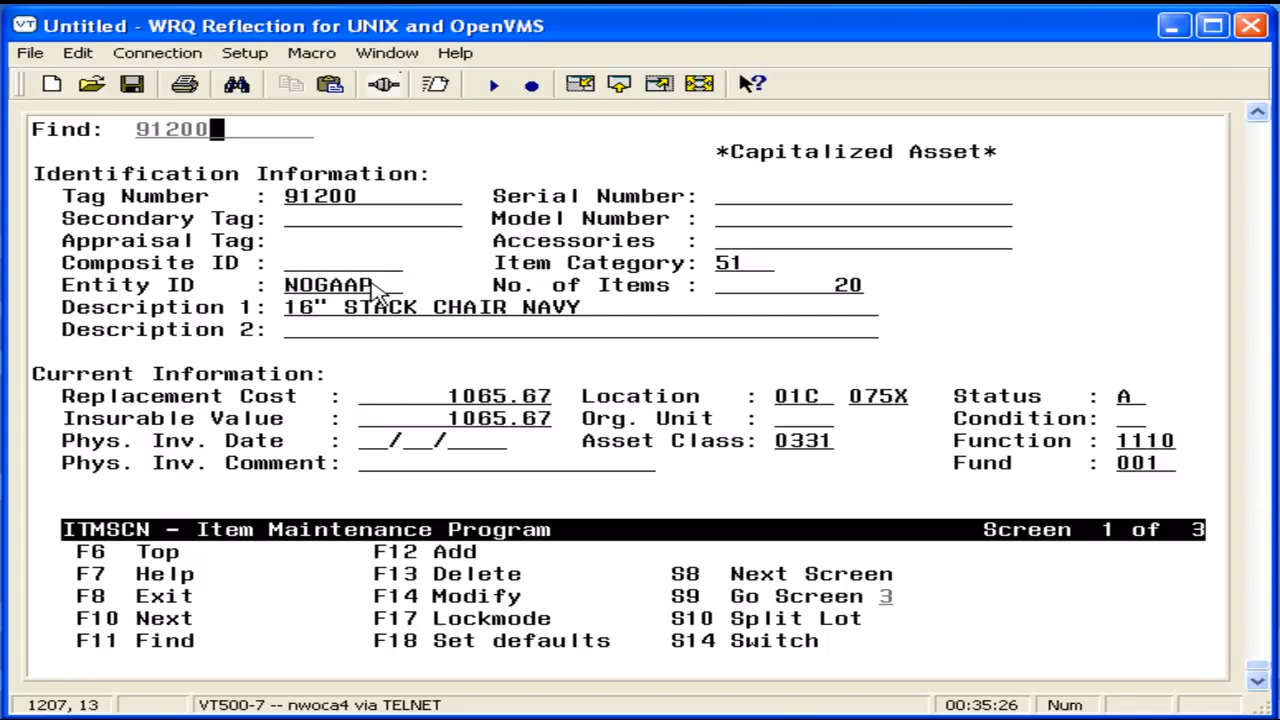 VT Untitled - WRQ Reflection for UNIX and OpenVMS
File Edit Connection Setup Macro Window Help
Find: 91200
*Capitalized Asset*
Identification Information:
Tag Number : 91200 Serial Number:
Secondary Tag: Model Number :
Appraisal Tag: Accessories :
Composite ID : Item Category: 51
Entity ID : NOGAAP No. of Items : 20
Description 1: 16" STACK CHAIR NAVY
Description 2:
Current Information:
Replacement Cost : 1065.67 Location : 01C 075X Status : A
Insurable Value : 1065.67 Org. Unit : Condition:
Phys. Inv. Date : __/__/____ Asset Class: 0331 Function : 1110
Phys. Inv. Comment: Fund : 001
ITMSCN - Item Maintenance Program Screen 1 of 3
F6 Top F12 Add
F7 Help F13 Delete S8 Next Screen
F8 Exit F14 Modify S9 Go Screen 3
F10 Next F17 Lockmode S10 Split Lot
F11 Find F18 Set defaults S14 Switch
1207, 13 VT500-7 -- nwoca4 via TELNET 00:35:26 Num